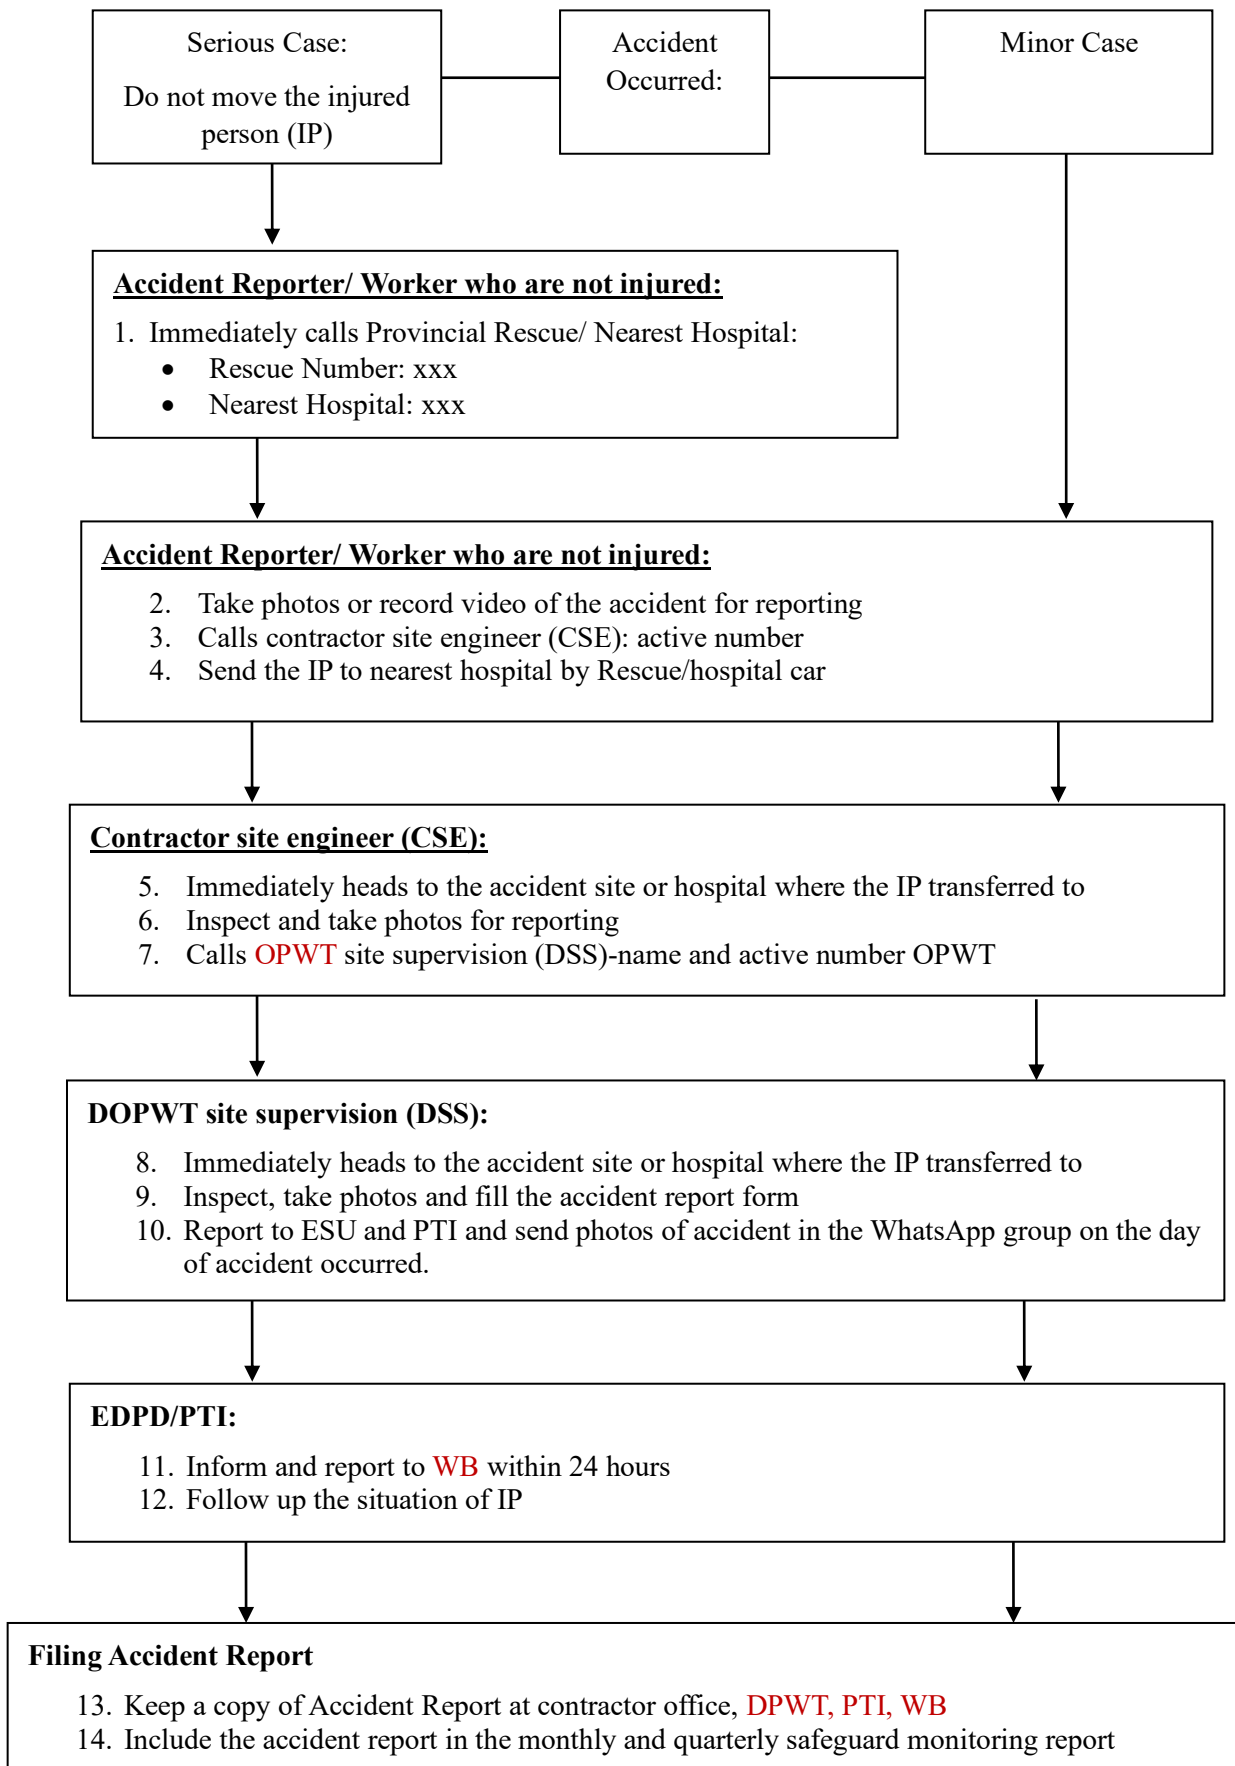 Serious Case:
Do not move the injured
person (IP)
Accident
Occurred:
Minor Case
Accident Reporter/ Worker who are not injured:
1. Immediately calls Provincial Rescue/ Nearest Hospital:
• Rescue Number: xxx
• Nearest Hospital: xxx
Accident Reporter/ Worker who are not injured:
2. Take photos or record video of the accident for reporting
3. Calls contractor site engineer (CSE): active number
4. Send the IP to nearest hospital by Rescue/hospital car
Contractor site engineer (CSE):
5. Immediately heads to the accident site or hospital where the IP transferred to
6. Inspect and take photos for reporting
7. Calls OPWT site supervision (DSS)-name and active number OPWT
DOPWT site supervision (DSS):
8. Immediately heads to the accident site or hospital where the IP transferred to
9. Inspect, take photos and fill the accident report form
10. Report to ESU and PTI and send photos of accident in the WhatsApp group on the day
of accident occurred.
EDPD/PTI:
11. Inform and report to WB within 24 hours
12. Follow up the situation of IP
Filing Accident Report
13. Keep a copy of Accident Report at contractor office, DPWT, PTI, WB
14. Include the accident report in the monthly and quarterly safeguard monitoring report